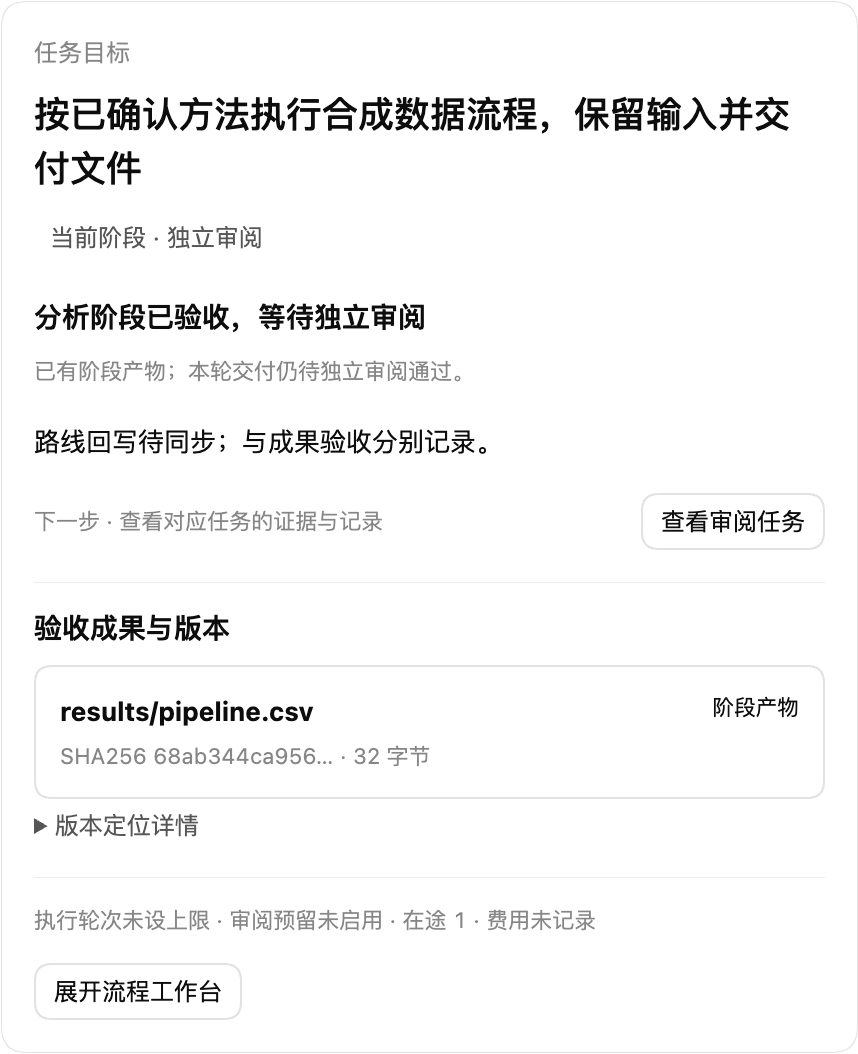 任务目标
按已确认方法执行合成数据流程，保留输入并交
付文件
当前阶段 · 独立审阅
分析阶段已验收，等待独立审阅
已有阶段产物；本轮交付仍待独立审阅通过。
路线回写待同步；与成果验收分别记录。
下一步 · 查看对应任务的证据与记录
查看审阅任务
验收成果与版本
results/pipeline.csv
阶段产物
SHA256 68ab344ca956… · 32 字节
▶ 版本定位详情
执行轮次未设上限 · 审阅预留未启用 · 在途 1 · 费用未记录
展开流程工作台